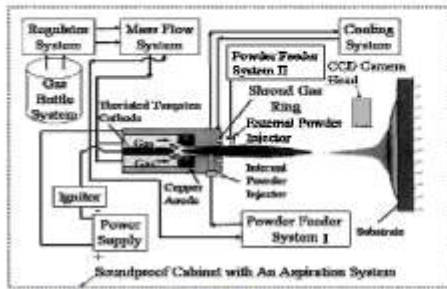 Regulation
System
Mass Flow
System
Cooling
System
Powder Feeder
System II
CCD Camera
Head
Gas
Bottle
System
Thoriated Tungsten
Cathode
Shroud Gas
Ring
External Powder
Injector
Gas
Gas
Internal
Powder
Injector
Copper
Anode
Ignitor
Power
Supply
Powder Feeder
System I
Substrate
Soundproof Cabinet with An Aspiration System